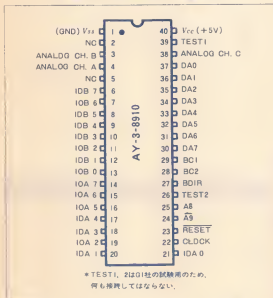 (GND) Vss 1
NC 2
ANALOG CH. B 3
ANALOG CH. A 4
NC 5
IOB 7 6
IOB 6 7
IOB 5 8
IOB 4 9
IOB 3 10
IOB 2 11
IOB 1 12
IOB 0 13
IOA 7 14
IOA 6 15
IOA 5 16
IOA 4 17
IOA 3 18
IOA 2 19
IOA 1 20
AY-3-8910
40 Vcc (+5V)
39 TEST1
38 ANALOG CH. C
37 DA0
36 DA1
35 DA2
34 DA3
33 DA4
32 DA5
31 DA6
30 DA7
29 BC1
28 BC2
27 BDIR
26 TEST2
25 A8
24 A9
23 RESET
22 CLOCK
21 IOA 0
*TEST1, 2はGI社の試験用のため,
何も接続してはならない.